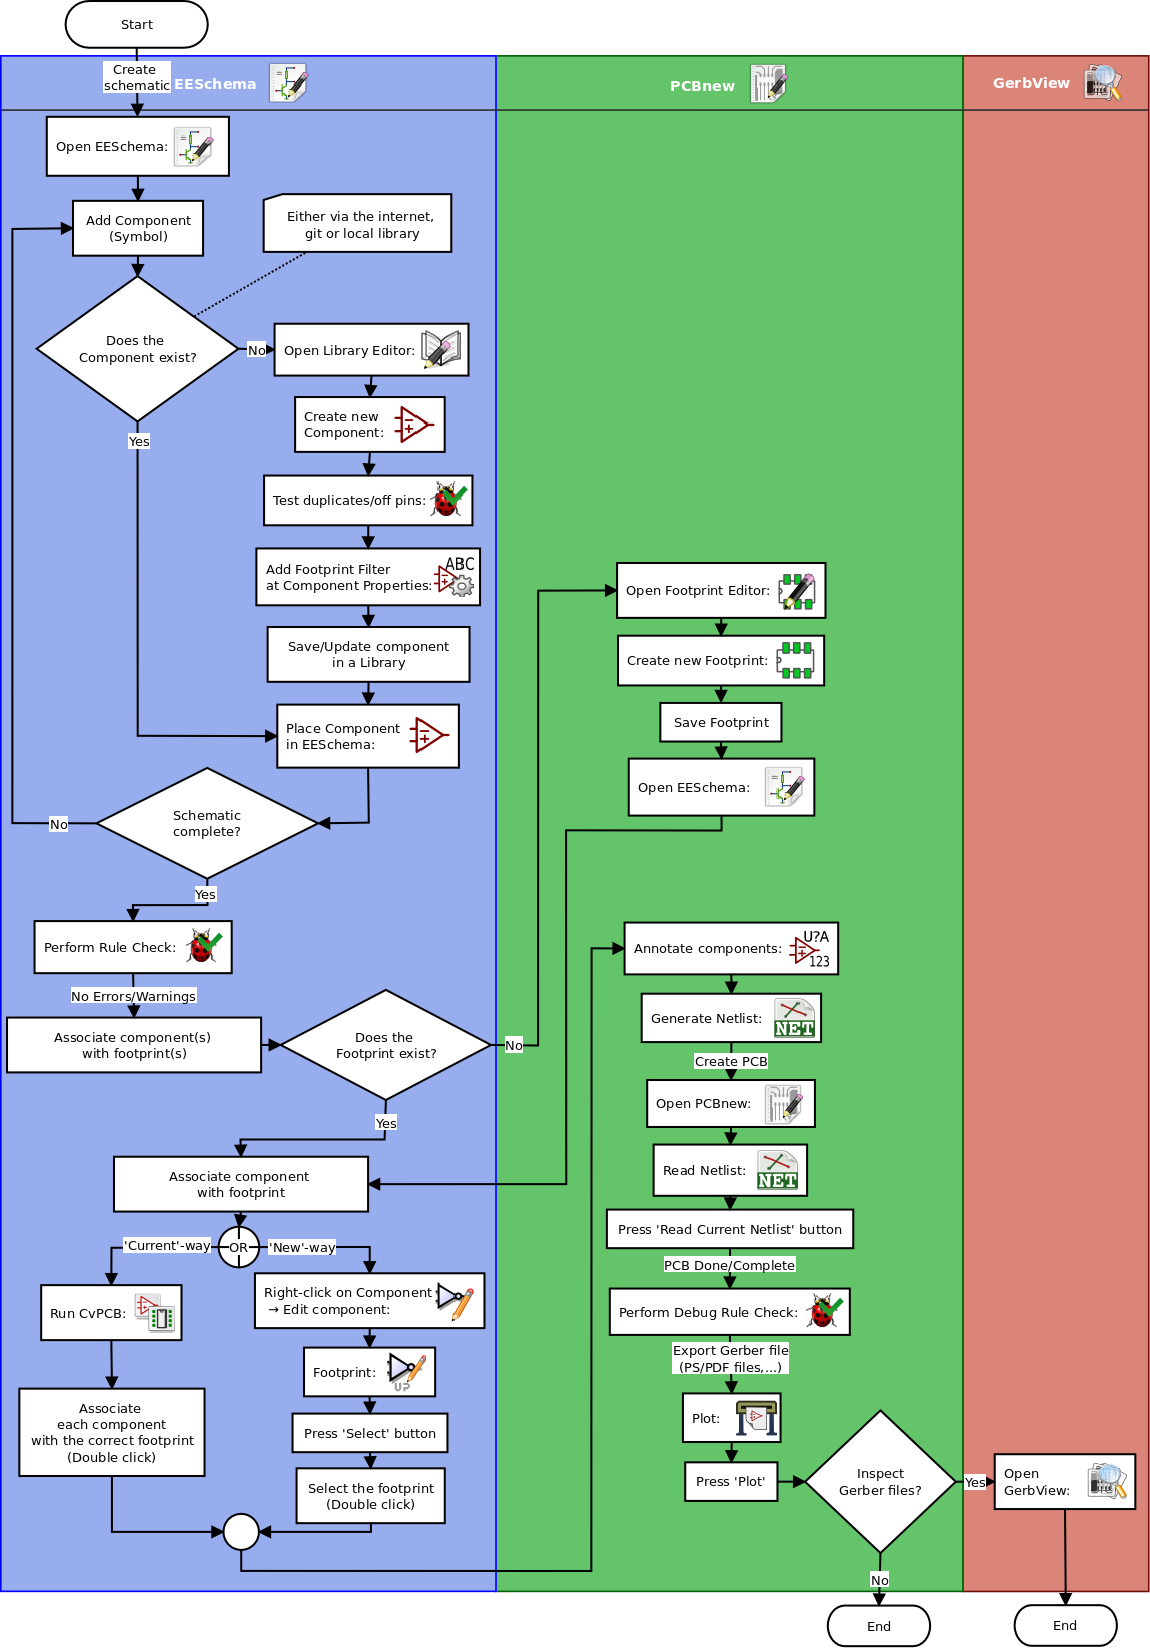 Start
Create
schematic
EESchema
PCBnew
GerbView
Open EESchema:
Add Component
(Symbol)
Either via the internet,
git or local library
Does the
Component exist?
No
Open Library Editor:
Create new
Component:
Yes
Test duplicates/off pins:
Add Footprint Filter
at Component Properties:
ABC
Save/Update component
in a Library
Place Component
in EESchema:
Schematic
complete?
No
Yes
Perform Rule Check:
No Errors/Warnings
Associate component(s)
with footprint(s)
Does the
Footprint exist?
No
Yes
Open Footprint Editor:
Create new Footprint:
Save Footprint
Open EESchema:
Associate component
with footprint
'Current'-way
OR
'New'-way
Run CvPCB:
Associate
each component
with the correct footprint
(Double click)
Right-click on Component
→ Edit component:
Footprint:
UP
Press 'Select' button
Select the footprint
(Double click)
Annotate components:
U?A
123
Generate Netlist:
NET
Create PCB
Open PCBnew:
Read Netlist:
NET
Press 'Read Current Netlist' button
PCB Done/Complete
Perform Debug Rule Check:
Export Gerber file
(PS/PDF files,...)
Plot:
Press 'Plot'
Inspect
Gerber files?
Yes
Open
GerbView:
No
End
End